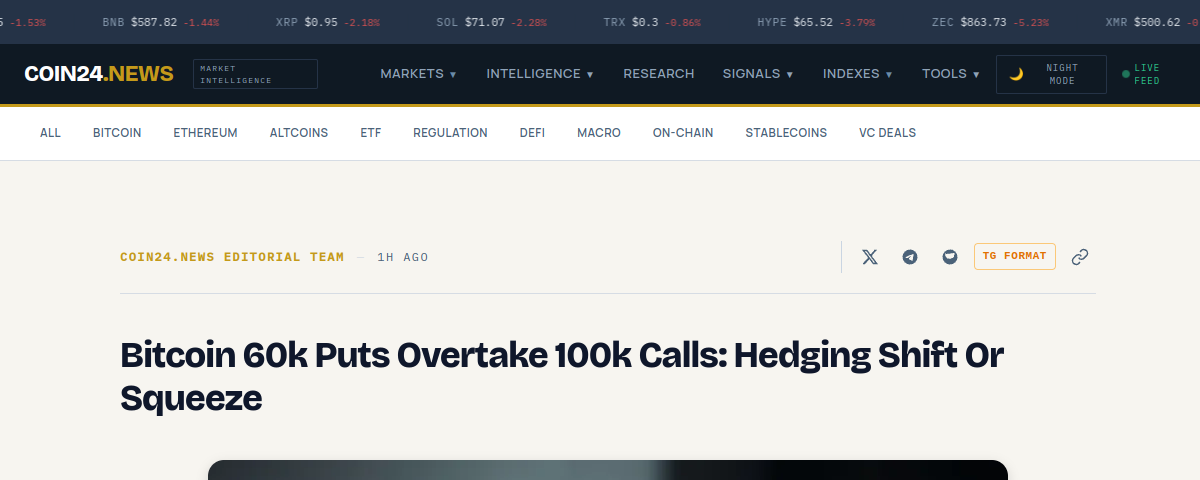 -1.53% BNB $587.82 -1.44% XRP $0.95 -2.18% SOL $71.07 -2.28% TRX $0.3 -0.86% HYPE $65.52 -3.79% ZEC $863.73 -5.23% XMR $500.62
COIN24.NEWS MARKET INTELLIGENCE MARKETS ▼ INTELLIGENCE ▼ RESEARCH SIGNALS ▼ INDEXES ▼ TOOLS ▼ 🌙 NIGHT MODE LIVE FEED
ALL BITCOIN ETHEREUM ALTCOINS ETF REGULATION DEFI MACRO ON-CHAIN STABLECOINS VC DEALS
COIN24.NEWS EDITORIAL TEAM — 1H AGO TG FORMAT
Bitcoin 60k Puts Overtake 100k Calls: Hedging Shift Or
Squeeze